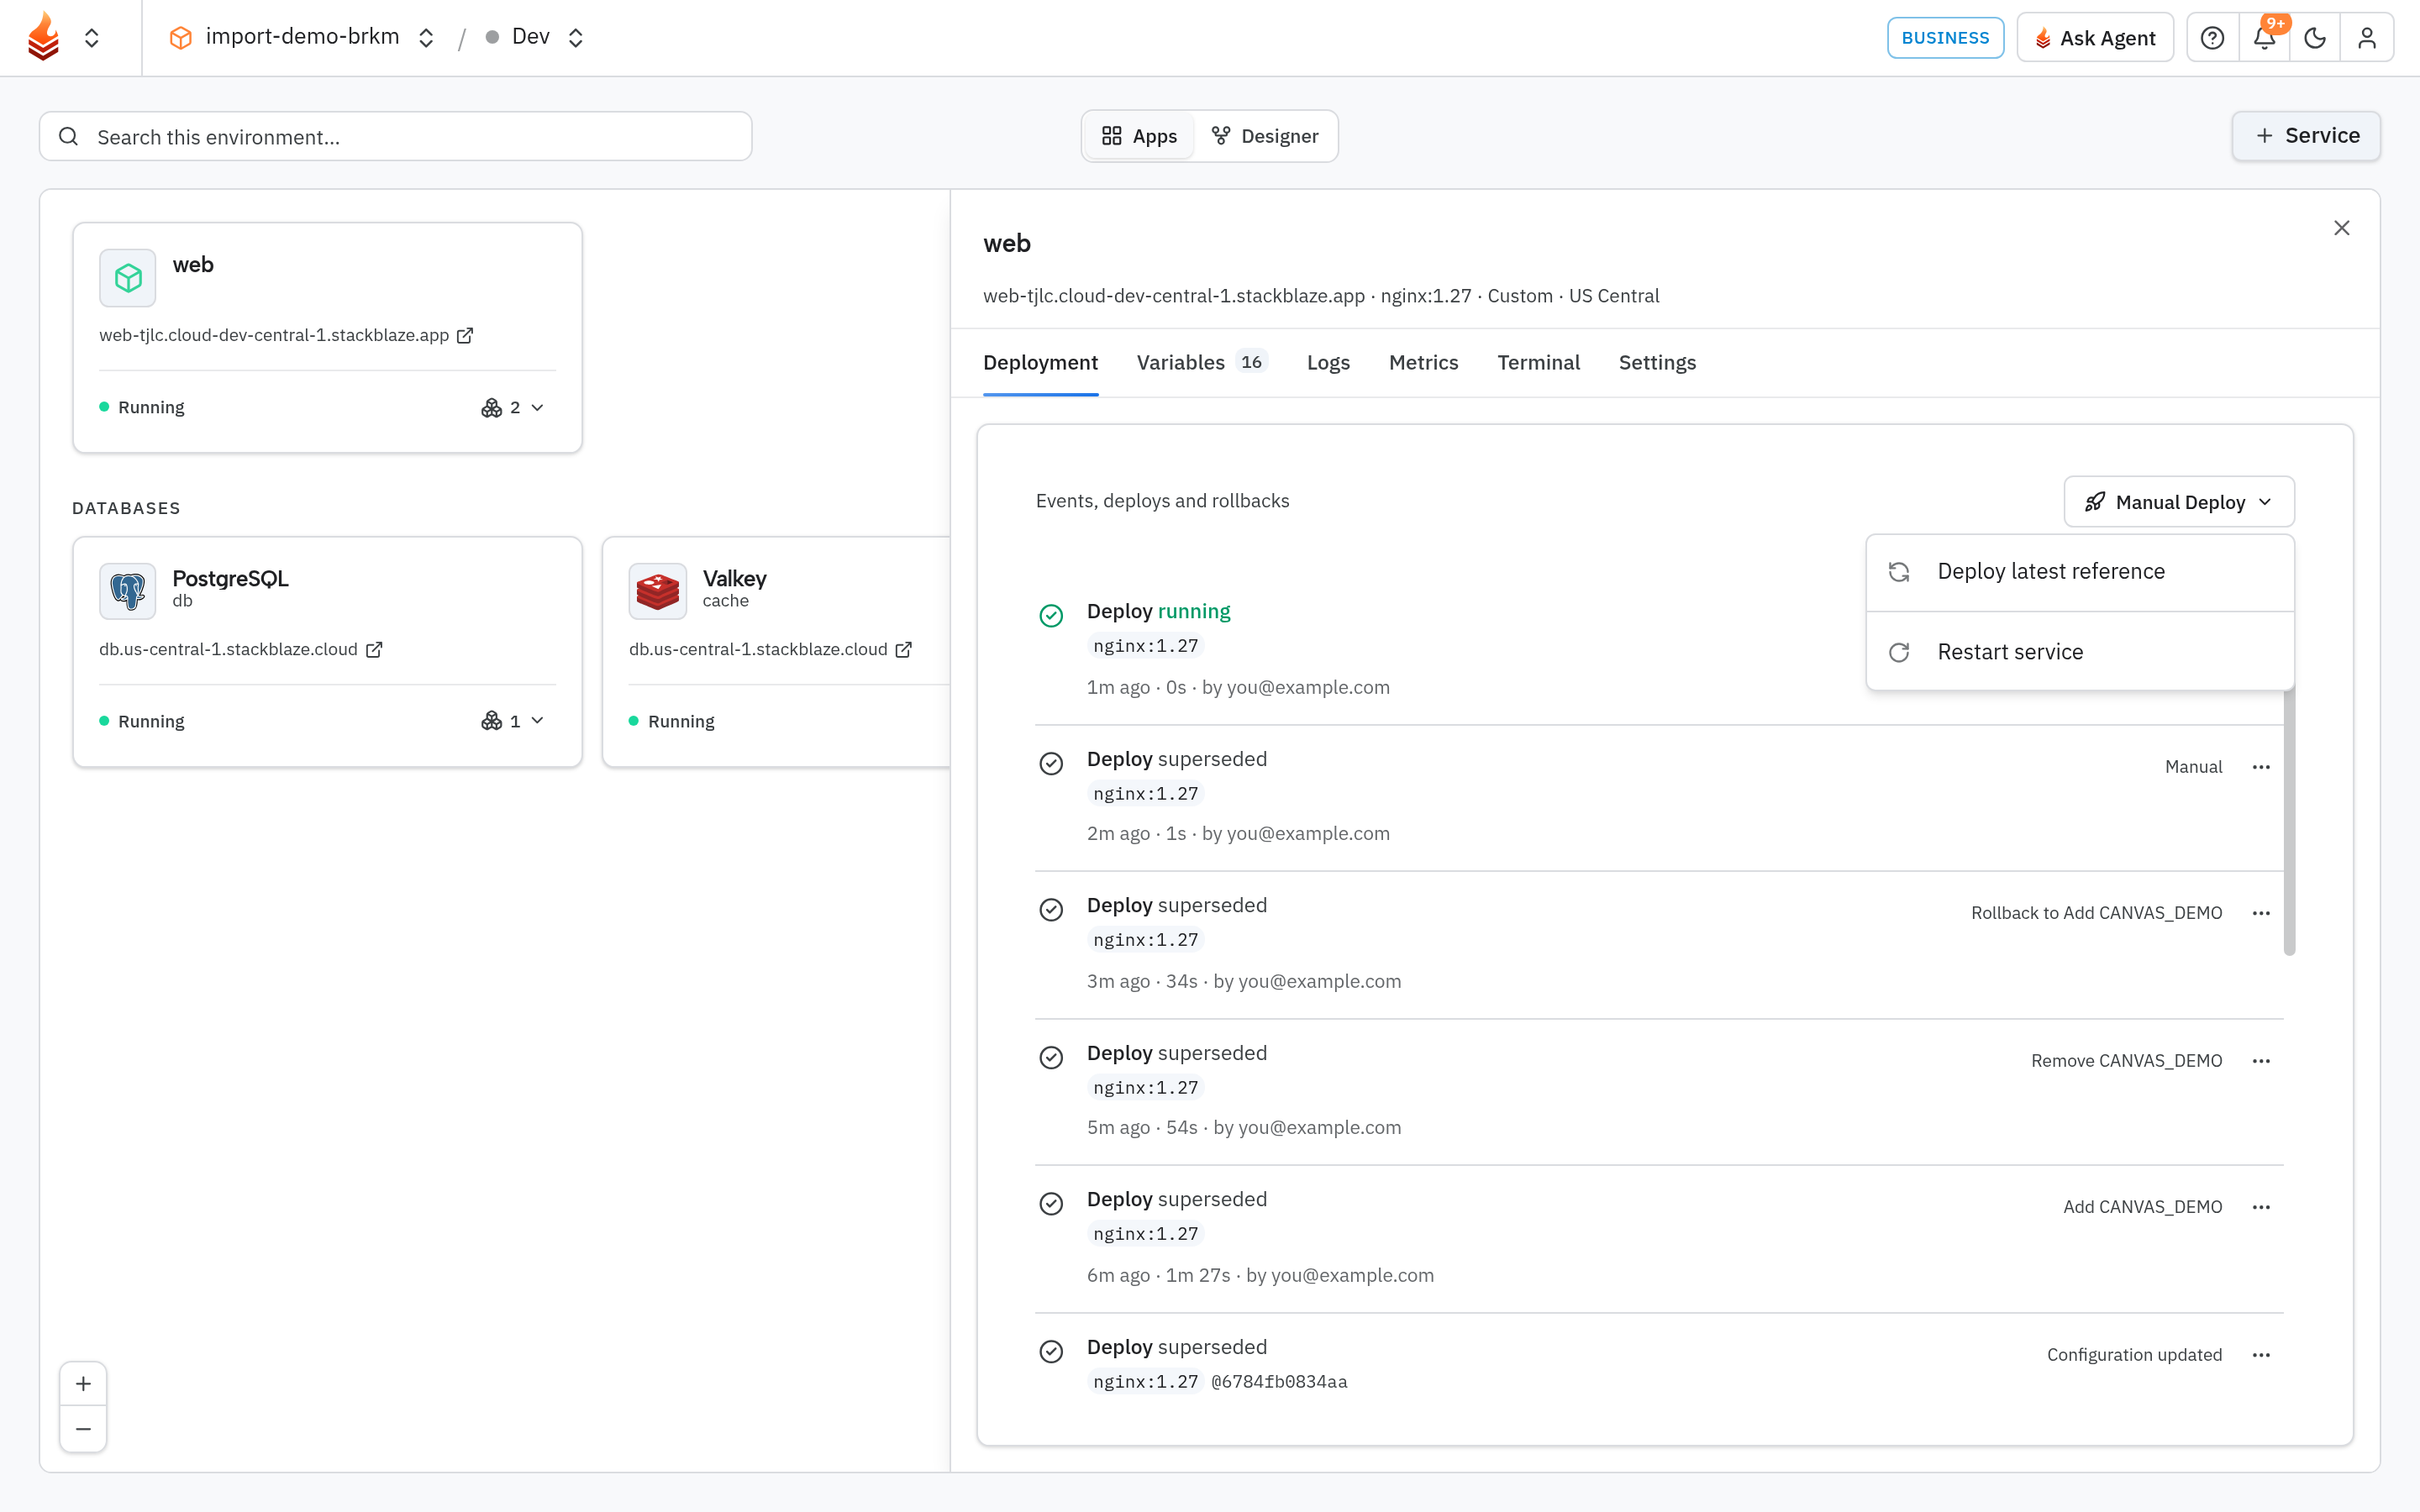 import-demo-brkm / Dev
BUSINESS
Ask Agent
9+
Search this environment...
Apps
Designer
+ Service
web
web-tjlc.cloud-dev-central-1.stackblaze.app
Running
2
DATABASES
PostgreSQL
db
db.us-central-1.stackblaze.cloud
Running
1
Valkey
cache
db.us-central-1.stackblaze.cloud
Running
web
web-tjlc.cloud-dev-central-1.stackblaze.app · nginx:1.27 · Custom · US Central
Deployment
Variables 16
Logs
Metrics
Terminal
Settings
Events, deploys and rollbacks
Manual Deploy
Deploy latest reference
Restart service
Deploy running
nginx:1.27
1m ago · 0s · by you@example.com
Deploy superseded
Manual
nginx:1.27
2m ago · 1s · by you@example.com
Deploy superseded
Rollback to Add CANVAS_DEMO
nginx:1.27
3m ago · 34s · by you@example.com
Deploy superseded
Remove CANVAS_DEMO
nginx:1.27
5m ago · 54s · by you@example.com
Deploy superseded
Add CANVAS_DEMO
nginx:1.27
6m ago · 1m 27s · by you@example.com
Deploy superseded
Configuration updated
nginx:1.27 @6784fb0834aa